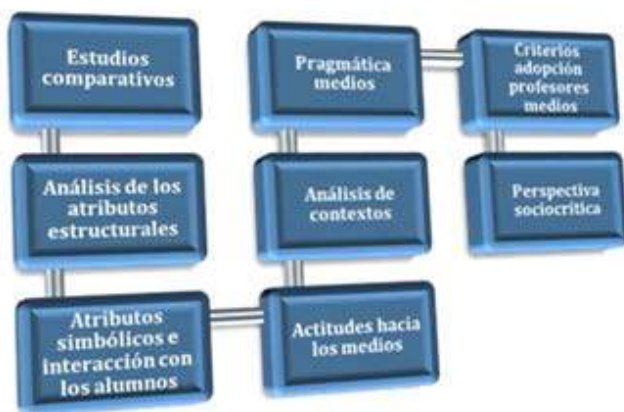 Estudios
comparativos
Análisis de los
atributos
estructurales
Atributos
simbólicos e
interacción con
los alumnos
Actitudes hacia
los medios
Análisis de
contextos
Pragmática
medios
Criterios
adopción
profesores
medios
Perspectiva
sociocrítica